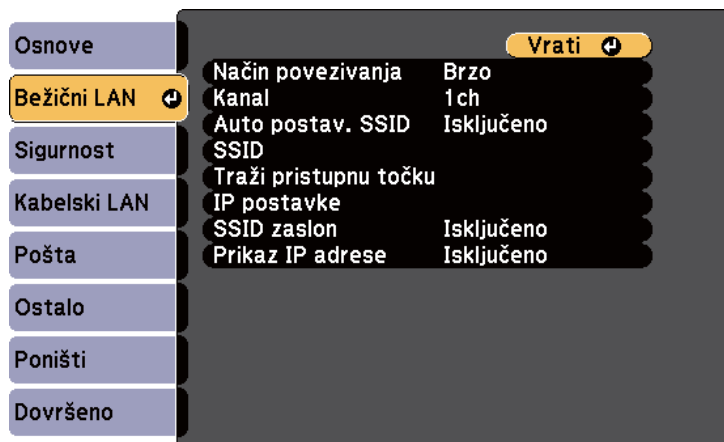 Osnove
Bežični LAN
Sigurnost
Kabelski LAN
Pošta
Ostalo
Poništi
Dovršeno
Vrati
Način povezivanja Brzo
Kanal 1ch
Auto postav. SSID Isključeno
SSID
Traži pristupnu točku
IP postavke
SSID zaslon Isključeno
Prikaz IP adrese Isključeno